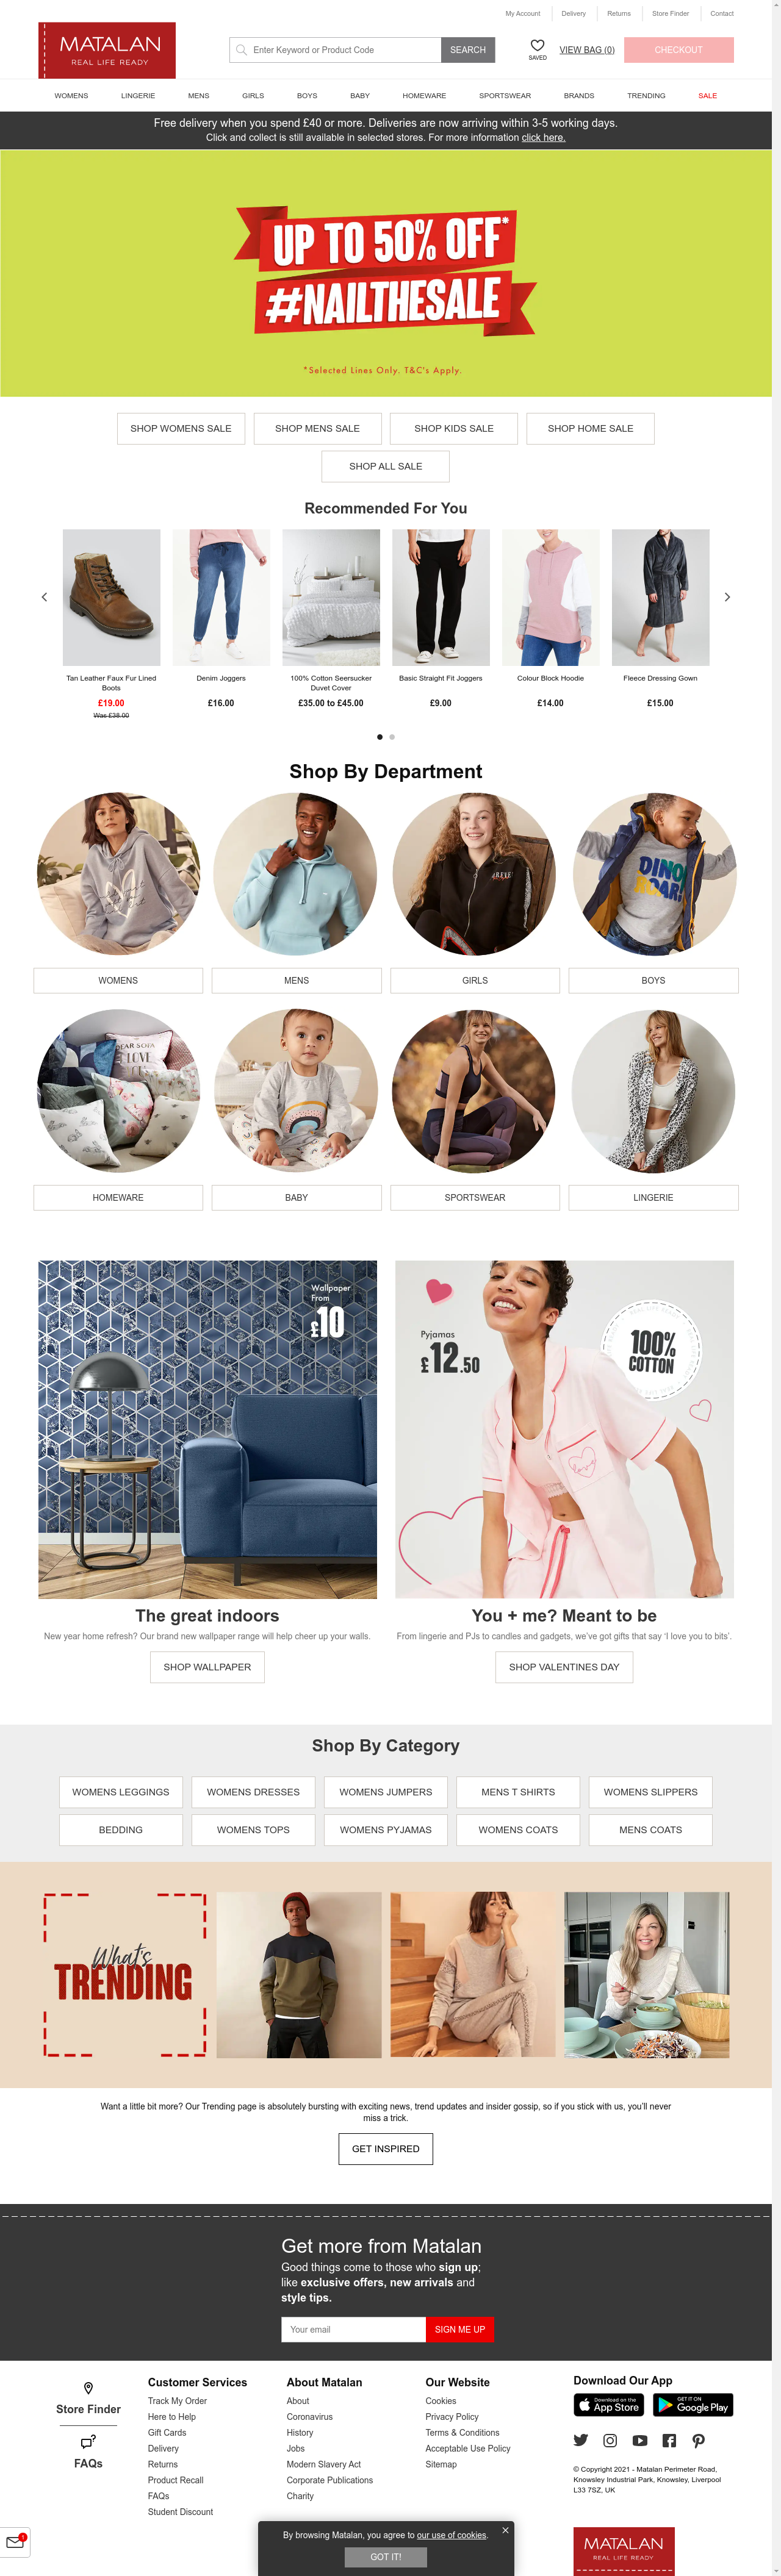 My Account
Delivery
Returns
Store Finder
Contact
MATALAN
REAL LIFE READY
Enter Keyword or Product Code
SEARCH
SAVED
VIEW BAG (0)
CHECKOUT
WOMENS
LINGERIE
MENS
GIRLS
BOYS
BABY
HOMEWARE
SPORTSWEAR
BRANDS
TRENDING
SALE
Free delivery when you spend £40 or more. Deliveries are now arriving within 3-5 working days.
Click and collect is still available in selected stores. For more information click here.
UP TO 50% OFF*
#NAILTHESALE
*Selected Lines Only. T&C's Apply.
SHOP WOMENS SALE
SHOP MENS SALE
SHOP KIDS SALE
SHOP HOME SALE
SHOP ALL SALE
Recommended For You
Tan Leather Faux Fur Lined
Boots
£19.00
Was £38.00
Denim Joggers
£16.00
100% Cotton Seersucker
Duvet Cover
£35.00 to £45.00
Basic Straight Fit Joggers
£9.00
Colour Block Hoodie
£14.00
Fleece Dressing Gown
£15.00
Shop By Department
DINO
ROAR!
WOMENS
MENS
GIRLS
BOYS
DEAR SOFA
I LOVE
HOMEWARE
BABY
SPORTSWEAR
LINGERIE
Wallpaper
From
£10
Pyjamas
£12.50
100%
COTTON
The great indoors
New year home refresh? Our brand new wallpaper range will help cheer up your walls.
SHOP WALLPAPER
You + me? Meant to be
From lingerie and PJs to candles and gadgets, we've got gifts that say 'I love you to bits'.
SHOP VALENTINES DAY
Shop By Category
WOMENS LEGGINGS
WOMENS DRESSES
WOMENS JUMPERS
MENS T SHIRTS
WOMENS SLIPPERS
BEDDING
WOMENS TOPS
WOMENS PYJAMAS
WOMENS COATS
MENS COATS
What's
TRENDING
Want a little bit more? Our Trending page is absolutely bursting with exciting news, trend updates and insider gossip, so if you stick with us, you'll never
miss a trick.
GET INSPIRED
Get more from Matalan
Good things come to those who sign up;
like exclusive offers, new arrivals and
style tips.
Your email
SIGN ME UP
Store Finder
FAQs
Customer Services
Track My Order
Here to Help
Gift Cards
Delivery
Returns
Product Recall
FAQs
Student Discount
About Matalan
About
Coronavirus
History
Jobs
Modern Slavery Act
Corporate Publications
Charity
Our Website
Cookies
Privacy Policy
Terms & Conditions
Acceptable Use Policy
Sitemap
Download Our App
Download on the
App Store
GET IT ON
Google Play
© Copyright 2021 - Matalan Perimeter Road,
Knowsley Industrial Park, Knowsley, Liverpool
L33 7SZ, UK
1
By browsing Matalan, you agree to our use of cookies.
GOT IT!
MATALAN
REAL LIFE READY